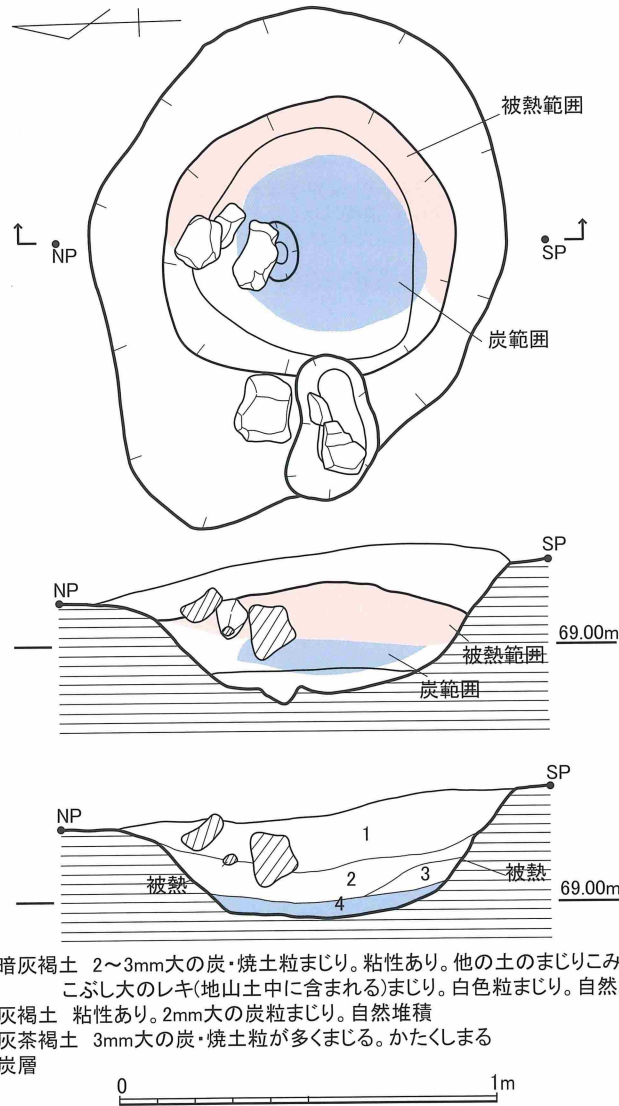 被熱範囲
NP
SP
炭範囲
SP
NP
69.00m
被熱範囲
炭範囲
SP
NP
1
被熱
2
3
被熱
4
69.00m
暗灰褐土 2〜3mm大の炭・焼土粒まじり。粘性あり。他の土のまじりこみ
こぶし大のレキ(地山土中に含まれる)まじり。白色粒まじり。自然
灰褐土 粘性あり。2mm大の炭粒まじり。自然堆積
灰茶褐土 3mm大の炭・焼土粒が多くまじる。かたくしまる
炭層
0
1m